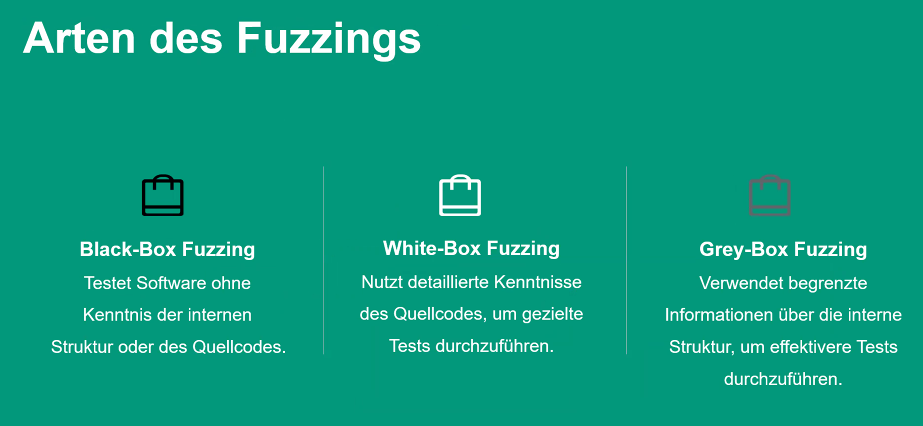 Arten des Fuzzings
Black-Box Fuzzing
Testet Software ohne
Kenntnis der internen
Struktur oder des Quellcodes.
White-Box Fuzzing
Nutzt detaillierte Kenntnisse
des Quellcodes, um gezielte
Tests durchzuführen.
Grey-Box Fuzzing
Verwendet begrenzte
Informationen über die interne
Struktur, um effektivere Tests
durchzuführen.